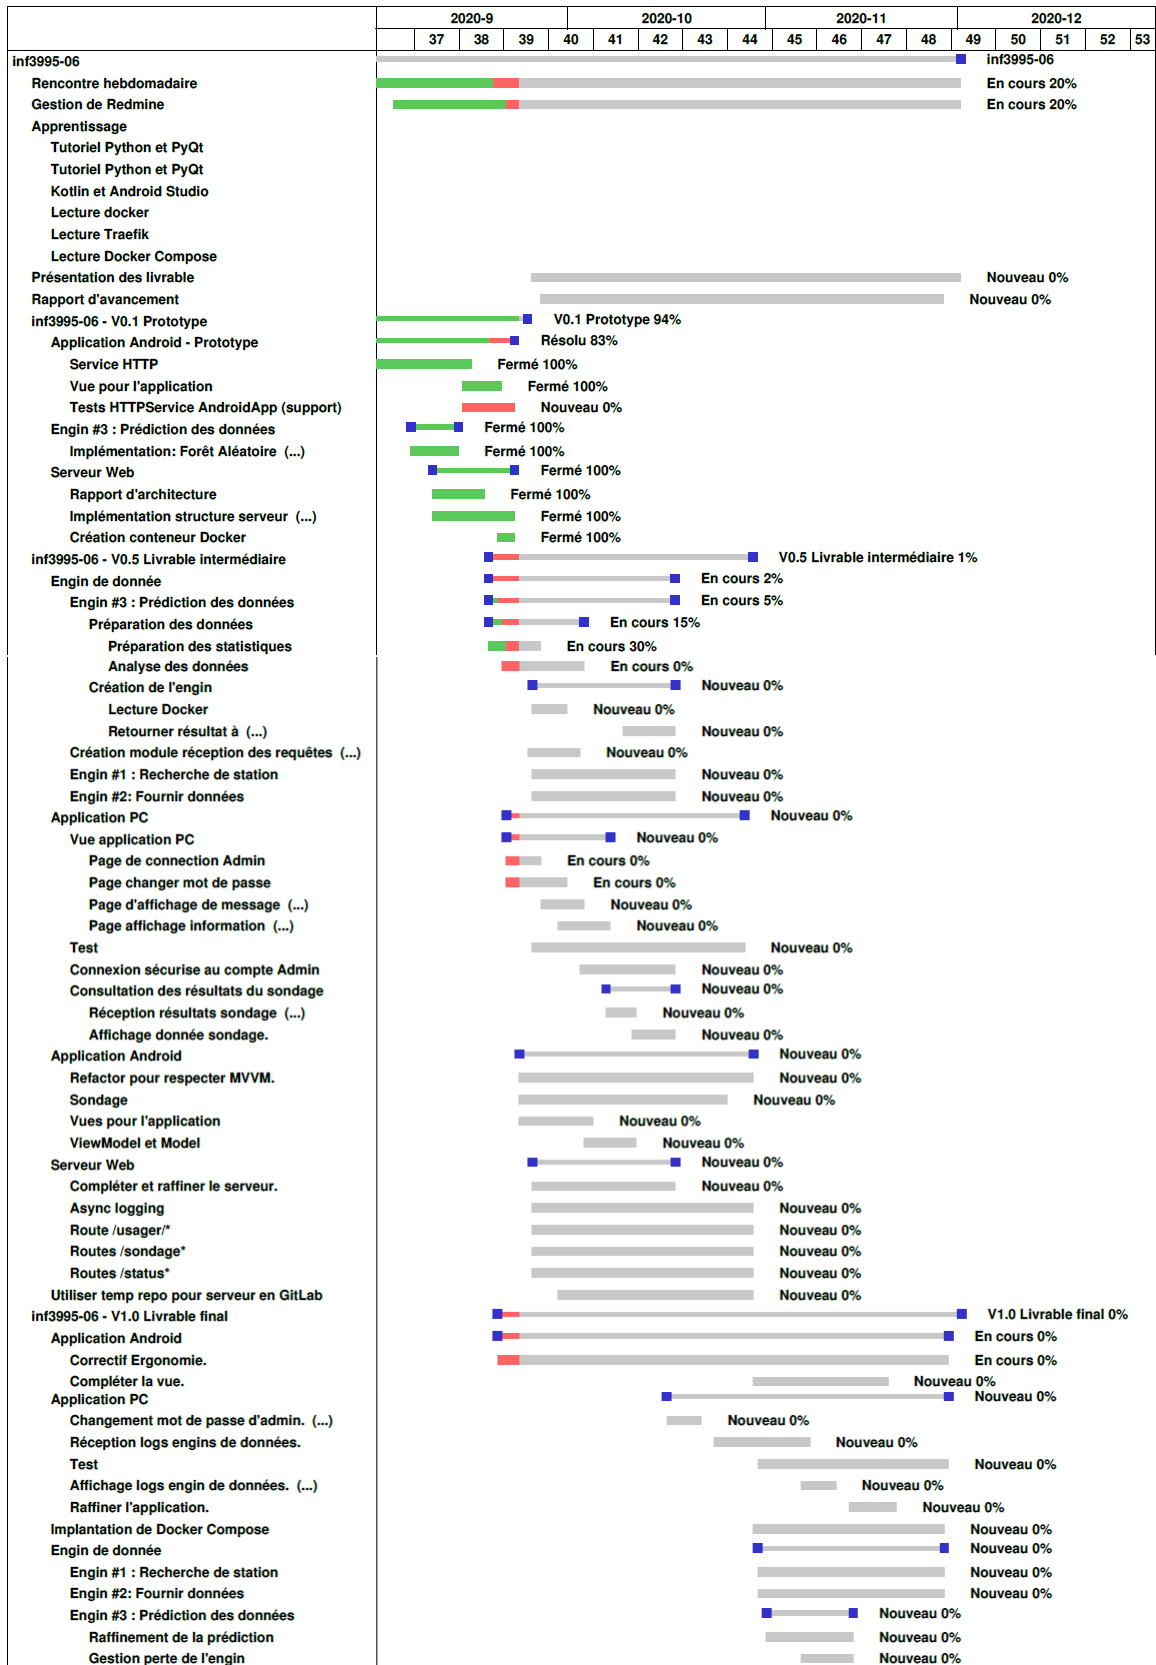 2020-9 2020-10 2020-11 2020-12
37 38 39 40 41 42 43 44 45 46 47 48 49 50 51 52 53
inf3995-06 inf3995-06
Rencontre hebdomadaire En cours 20%
Gestion de Redmine En cours 20%
Apprentissage
Tutoriel Python et PyQt
Tutoriel Python et PyQt
Kotlin et Android Studio
Lecture docker
Lecture Traefik
Lecture Docker Compose
Présentation des livrable Nouveau 0%
Rapport d'avancement Nouveau 0%
inf3995-06 - V0.1 Prototype V0.1 Prototype 94%
Application Android - Prototype Résolu 83%
Service HTTP Fermé 100%
Vue pour l'application Fermé 100%
Tests HTTPService AndroidApp (support) Nouveau 0%
Engin #3 : Prédiction des données Fermé 100%
Implémentation: Forêt Aléatoire (...) Fermé 100%
Serveur Web Fermé 100%
Rapport d'architecture Fermé 100%
Implémentation structure serveur (...) Fermé 100%
Création conteneur Docker Fermé 100%
inf3995-06 - V0.5 Livrable intermédiaire V0.5 Livrable intermédiaire 1%
Engin de donnée En cours 2%
Engin #3 : Prédiction des données En cours 5%
Préparation des données En cours 15%
Préparation des statistiques En cours 30%
Analyse des données En cours 0%
Création de l'engin Nouveau 0%
Lecture Docker Nouveau 0%
Retourner résultat à (...) Nouveau 0%
Création module réception des requêtes (...) Nouveau 0%
Engin #1 : Recherche de station Nouveau 0%
Engin #2: Fournir données Nouveau 0%
Application PC Nouveau 0%
Vue application PC Nouveau 0%
Page de connection Admin En cours 0%
Page changer mot de passe En cours 0%
Page d'affichage de message (...) Nouveau 0%
Page affichage information (...) Nouveau 0%
Test Nouveau 0%
Connexion sécurise au compte Admin Nouveau 0%
Consultation des résultats du sondage Nouveau 0%
Réception résultats sondage (...) Nouveau 0%
Affichage donnée sondage. Nouveau 0%
Application Android Nouveau 0%
Refactor pour respecter MVVM. Nouveau 0%
Sondage Nouveau 0%
Vues pour l'application Nouveau 0%
ViewModel et Model Nouveau 0%
Serveur Web Nouveau 0%
Compléter et raffiner le serveur. Nouveau 0%
Async logging Nouveau 0%
Route /usager/* Nouveau 0%
Routes /sondage* Nouveau 0%
Routes /status* Nouveau 0%
Utiliser temp repo pour serveur en GitLab Nouveau 0%
inf3995-06 - V1.0 Livrable final V1.0 Livrable final 0%
Application Android En cours 0%
Correctif Ergonomie. En cours 0%
Compléter la vue. Nouveau 0%
Application PC Nouveau 0%
Changement mot de passe d'admin. (...) Nouveau 0%
Réception logs engins de données. Nouveau 0%
Test Nouveau 0%
Affichage logs engin de données. (...) Nouveau 0%
Raffiner l'application. Nouveau 0%
Implantation de Docker Compose Nouveau 0%
Engin de donnée Nouveau 0%
Engin #1 : Recherche de station Nouveau 0%
Engin #2: Fournir données Nouveau 0%
Engin #3 : Prédiction des données Nouveau 0%
Raffinement de la prédiction Nouveau 0%
Gestion perte de l'engin Nouveau 0%